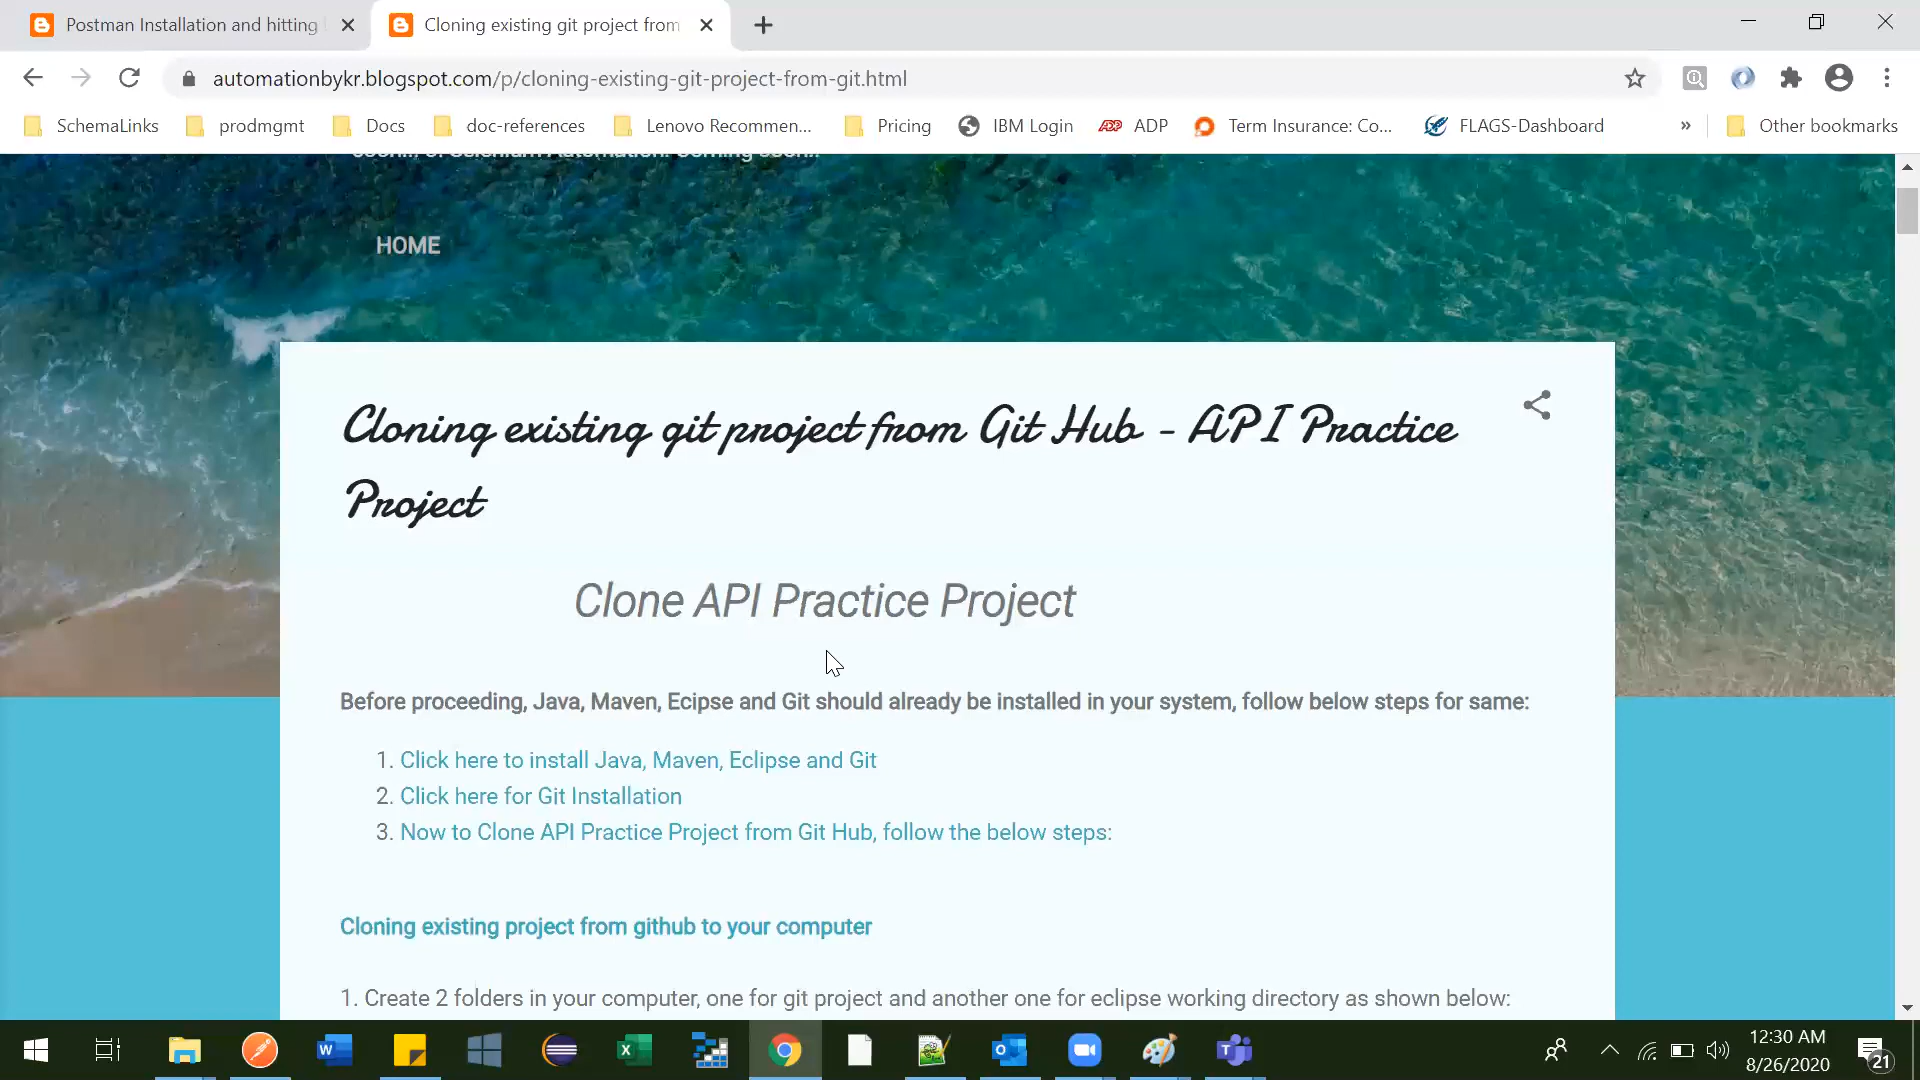 Postman Installation and hitting
Cloning existing git project from
automationbykr.blogspot.com/p/cloning-existing-git-project-from-git.html
SchemaLinks
prodmgmt
Docs
doc-references
Lenovo Recommen...
Pricing
IBM Login
ADP
ADP
Term Insurance: Co...
FLAGS-Dashboard
»
Other bookmarks
soon.., 3. Selenium Automation: Coming soon..
HOME
Cloning existing git project from Git Hub - API Practice
Project
Clone API Practice Project
Before proceeding, Java, Maven, Ecipse and Git should already be installed in your system, follow below steps for same:
1. Click here to install Java, Maven, Eclipse and Git
2. Click here for Git Installation
3. Now to Clone API Practice Project from Git Hub, follow the below steps:
Cloning existing project from github to your computer
1. Create 2 folders in your computer, one for git project and another one for eclipse working directory as shown below:
12:30 AM
8/26/2020
21